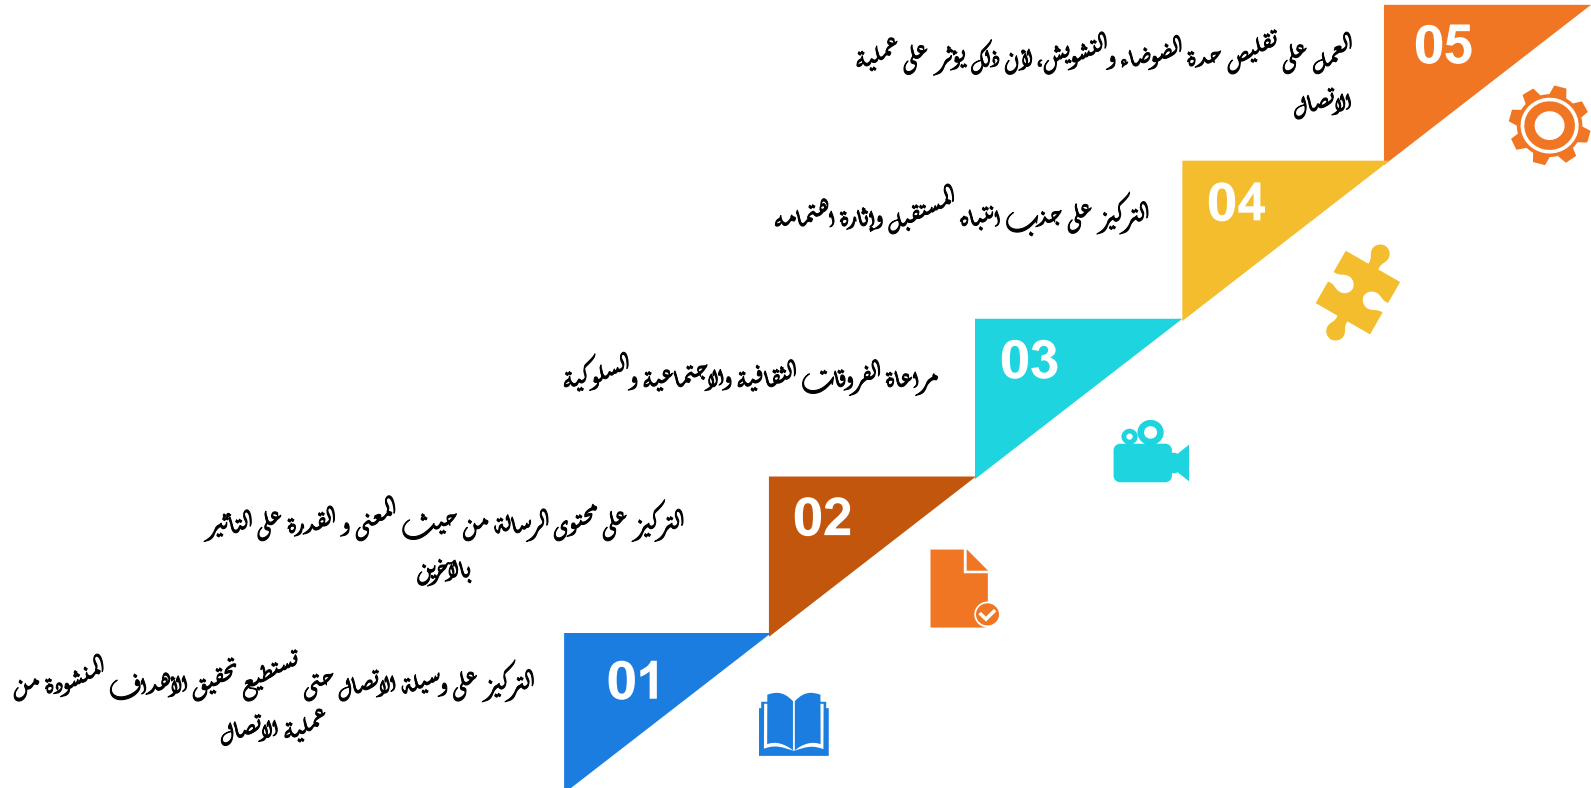 05
العمل على تقليص حدة الضوضاء والتشويش، لأن ذلك يؤثر على عملية
الاتصال
04
التركيز على جذب انتباه المستقبل وإثارة اهتمامه
03
مراعاة الفروقات الثقافية والاجتماعية والسلوكية
02
التركيز على محتوى الرسالة من حيث المعنى و القدرة على التأثير
بالآخرين
01
التركيز على وسيلة الاتصال حتى تستطيع تحقيق الأهداف المنشودة من
عملية الاتصال